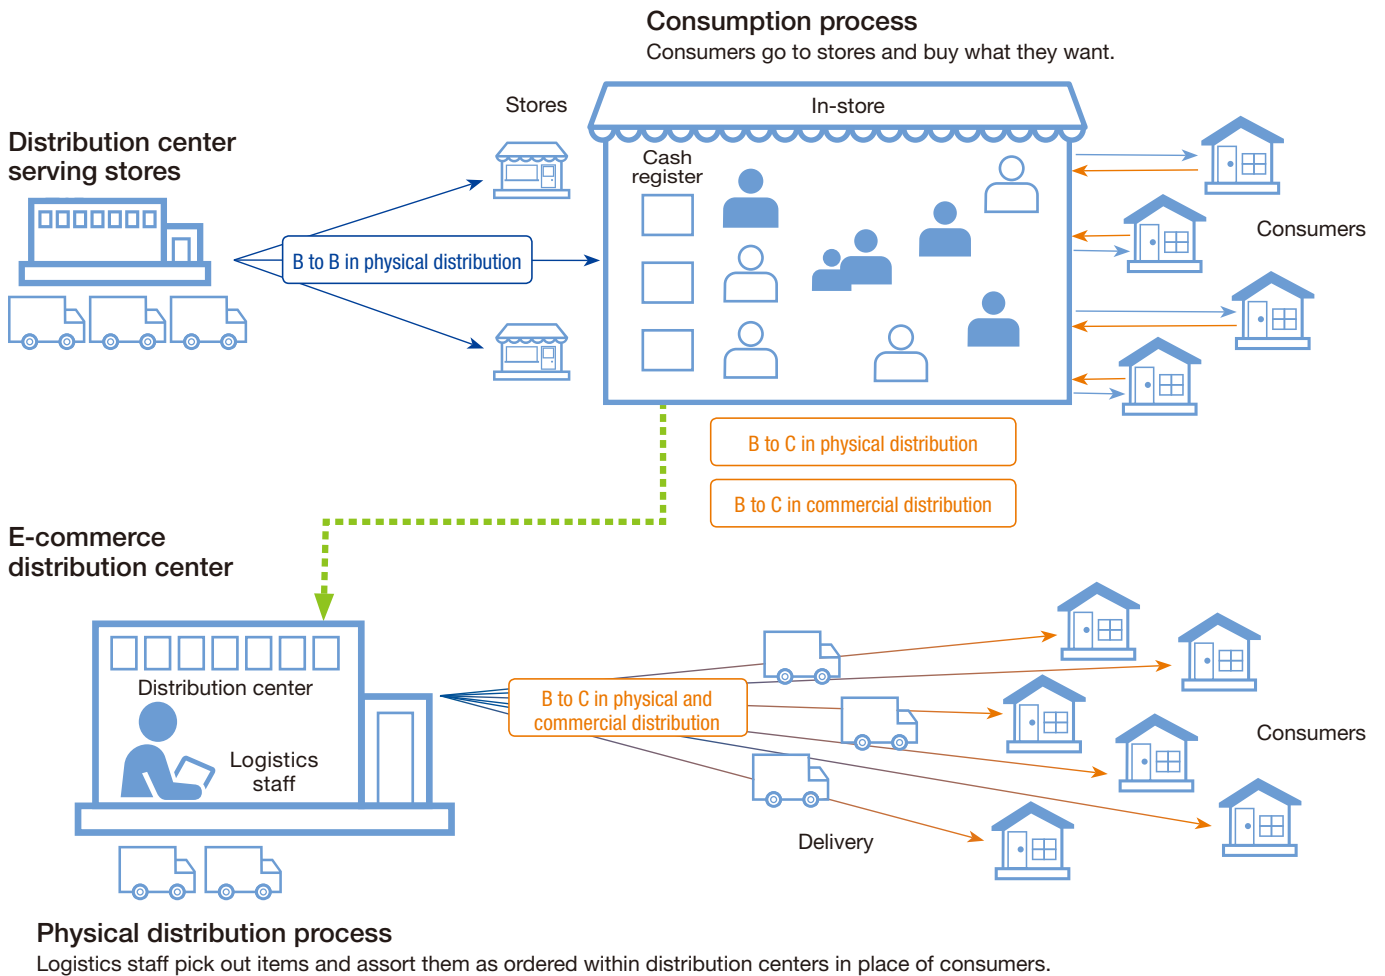 Consumption process
Consumers go to stores and buy what they want.
Stores
In-store
Distribution center
serving stores
Cash
register
B to B in physical distribution
Consumers
B to C in physical distribution
B to C in commercial distribution
E-commerce
distribution center
Distribution center
Logistics
staff
B to C in physical and
commercial distribution
Consumers
Delivery
Physical distribution process
Logistics staff pick out items and assort them as ordered within distribution centers in place of consumers.